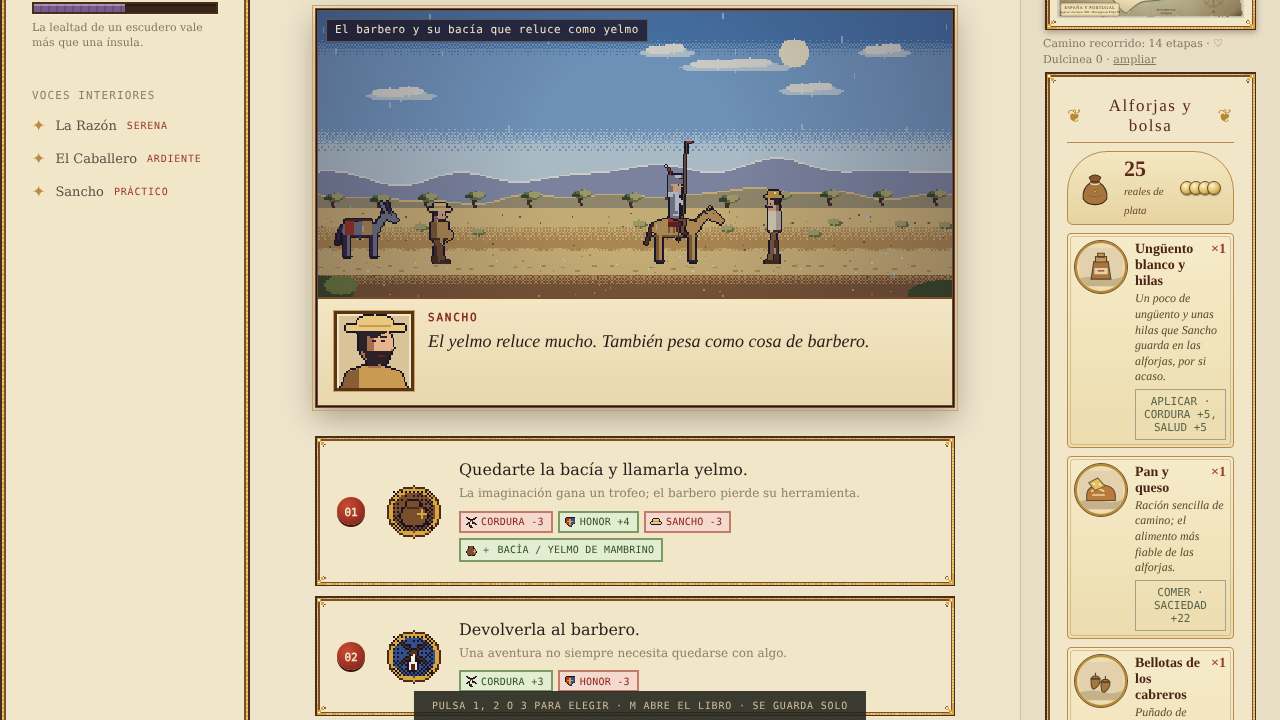 La lealtad de un escudero vale
más que una ínsula.
VOCES INTERIORES
La Razón SERENA
El Caballero ARDIENTE
Sancho PRÁCTICO
El barbero y su bacía que reluce como yelmo
SANCHO
El yelmo reluce mucho. También pesa como cosa de barbero.
01
Quedarte la bacía y llamarla yelmo.
La imaginación gana un trofeo; el barbero pierde su herramienta.
CORDURA -3 HONOR +4 SANCHO -3
+ BACÍA / YELMO DE MAMBRINO
02
Devolverla al barbero.
Una aventura no siempre necesita quedarse con algo.
CORDURA +3 HONOR -3
PULSA 1, 2 O 3 PARA ELEGIR · M ABRE EL LIBRO · SE GUARDA SOLO
ESPAÑA Y PORTUGAL
Camino recorrido: 14 etapas · ♡
Dulcinea 0 · ampliar
Alforjas y
bolsa
25
reales de
plata
Ungüento ×1
blanco y
hilas
Un poco de
ungüento y unas
hilas que Sancho
guarda en las
alforjas, por si
acaso.
APLICAR ·
CORDURA +5,
SALUD +5
Pan y ×1
queso
Ración sencilla de
camino; el
alimento más
fiable de las
alforjas.
COMER ·
SACIEDAD
+22
Bellotas de ×1
los
cabreros
Puñado de